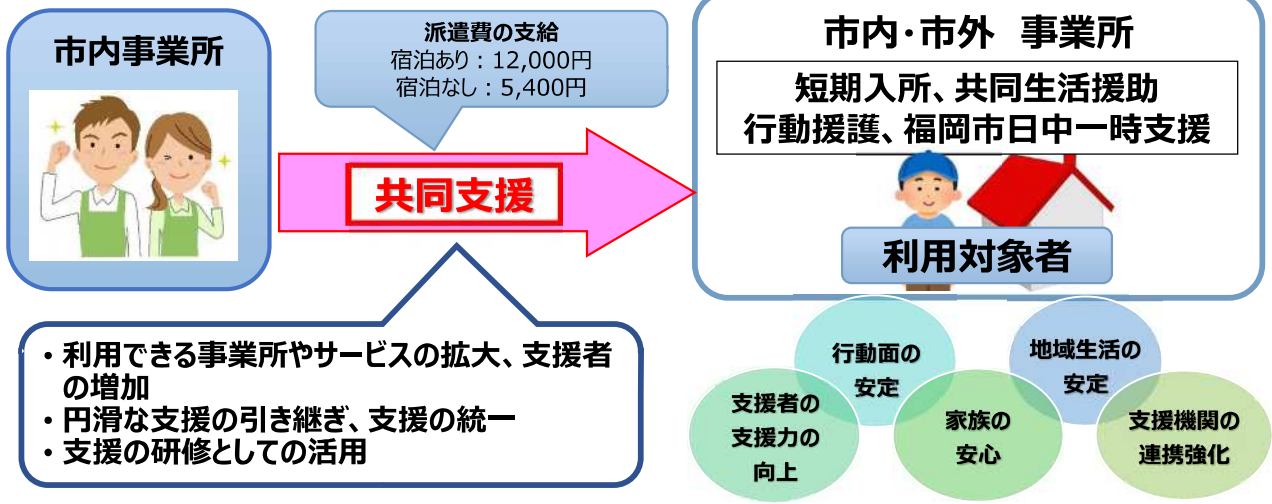 市内事業所
派遣費の支給
宿泊あり：12,000円
宿泊なし：5,400円
共同支援
市内・市外　事業所
短期入所、共同生活援助
行動援護、福岡市日中一時支援
利用対象者
・利用できる事業所やサービスの拡大、支援者
の増加
・円滑な支援の引き継ぎ、支援の統一
・支援の研修としての活用
支援者の
支援力の
向上
行動面の
安定
家族の
安心
地域生活の
安定
支援機関の
連携強化